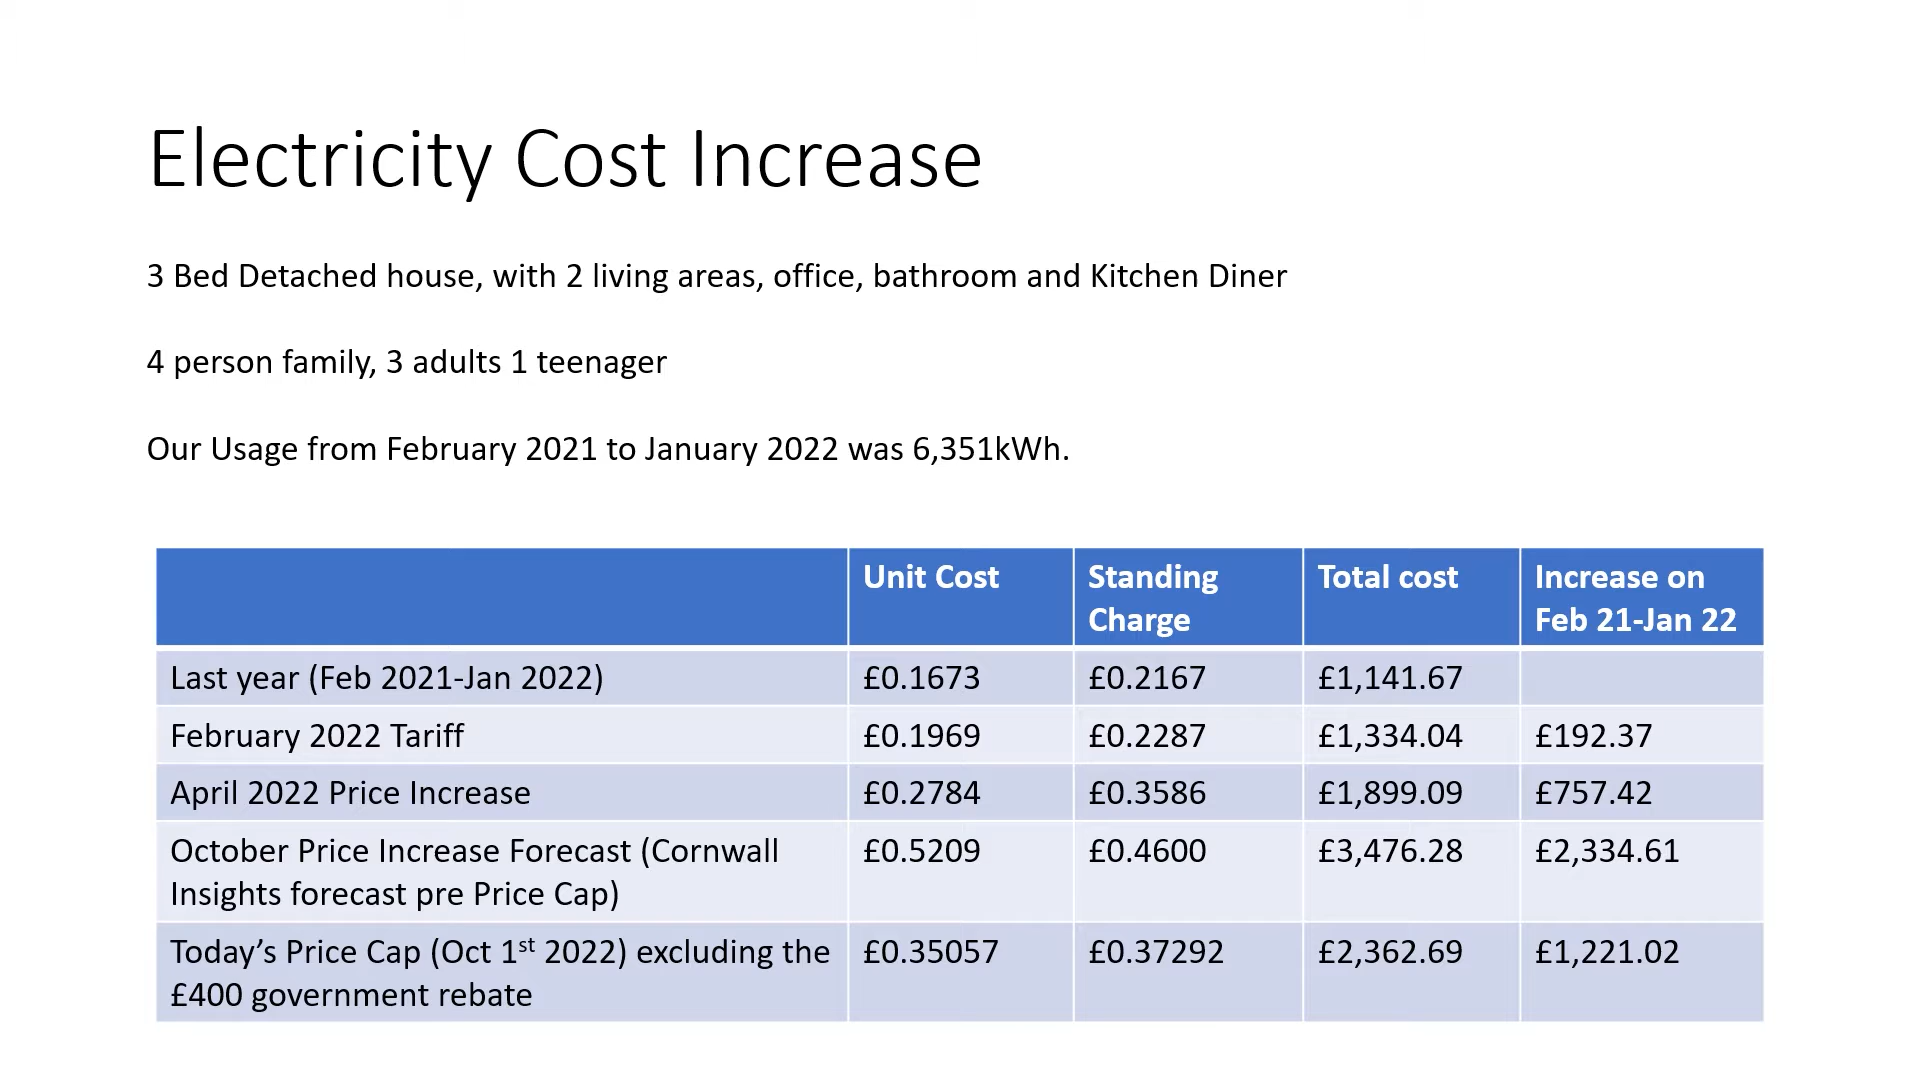 Electricity Cost Increase
3 Bed Detached house, with 2 living areas, office, bathroom and Kitchen Diner
4 person family, 3 adults 1 teenager
Our Usage from February 2021 to January 2022 was 6,351kWh.
Unit Cost Standing Charge Total cost Increase on Feb 21-Jan 22
Last year (Feb 2021-Jan 2022) £0.1673 £0.2167 £1,141.67
February 2022 Tariff £0.1969 £0.2287 £1,334.04 £192.37
April 2022 Price Increase £0.2784 £0.3586 £1,899.09 £757.42
October Price Increase Forecast (Cornwall £0.5209 £0.4600 £3,476.28 £2,334.61
Insights forecast pre Price Cap)
Today’s Price Cap (Oct 1st 2022) excluding the £0.35057 £0.37292 £2,362.69 £1,221.02
£400 government rebate